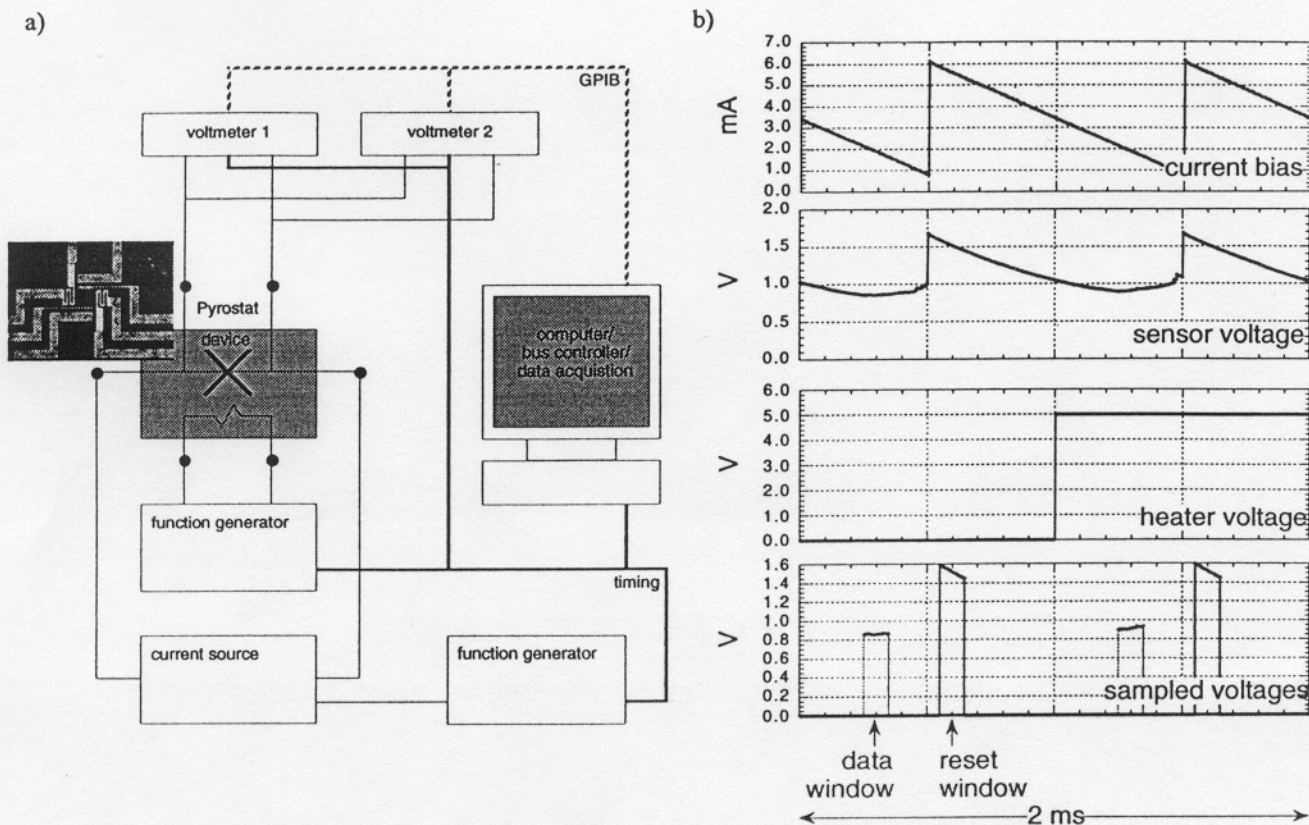 a)
GPIB
voltmeter 1
voltmeter 2
Pyrostat
device
computer/
bus controller/
data acquistion
function generator
timing
current source
function generator
b)
7.0
6.0
5.0
4.0
3.0
2.0
1.0
0.0
mA
current bias
2.0
1.5
1.0
0.5
0.0
V
sensor voltage
6.0
5.0
4.0
3.0
2.0
1.0
0.0
V
heater voltage
1.6
1.4
1.2
1.0
0.8
0.6
0.4
0.2
0.0
V
sampled voltages
data
window
reset
window
2 ms